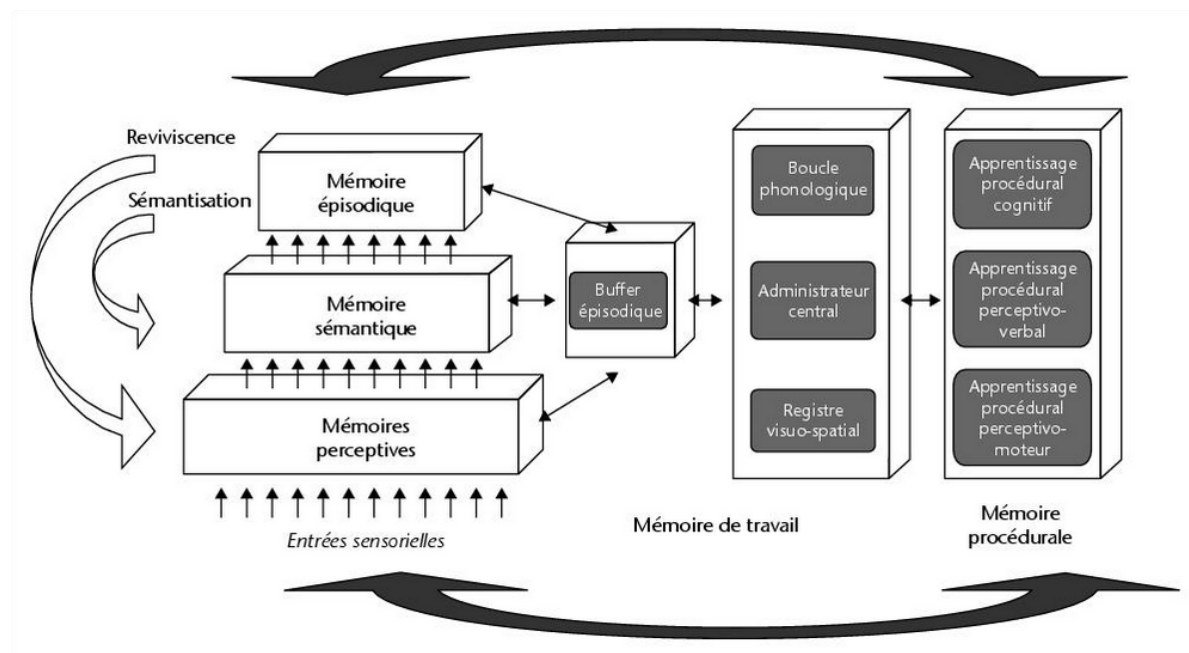 Reviviscence
Sémantisation
Mémoire
épisodique
Mémoire
sémantique
Mémoires
perceptives
Entrées sensorielles
Buffer
épisodique
Boucle
phonologique
Administrateur
central
Registre
visuo-spatial
Mémoire de travail
Apprentissage
procédural
cognitif
Apprentissage
procédural
perceptivo-
verbal
Apprentissage
procédural
perceptivo-
moteur
Mémoire
procédurale